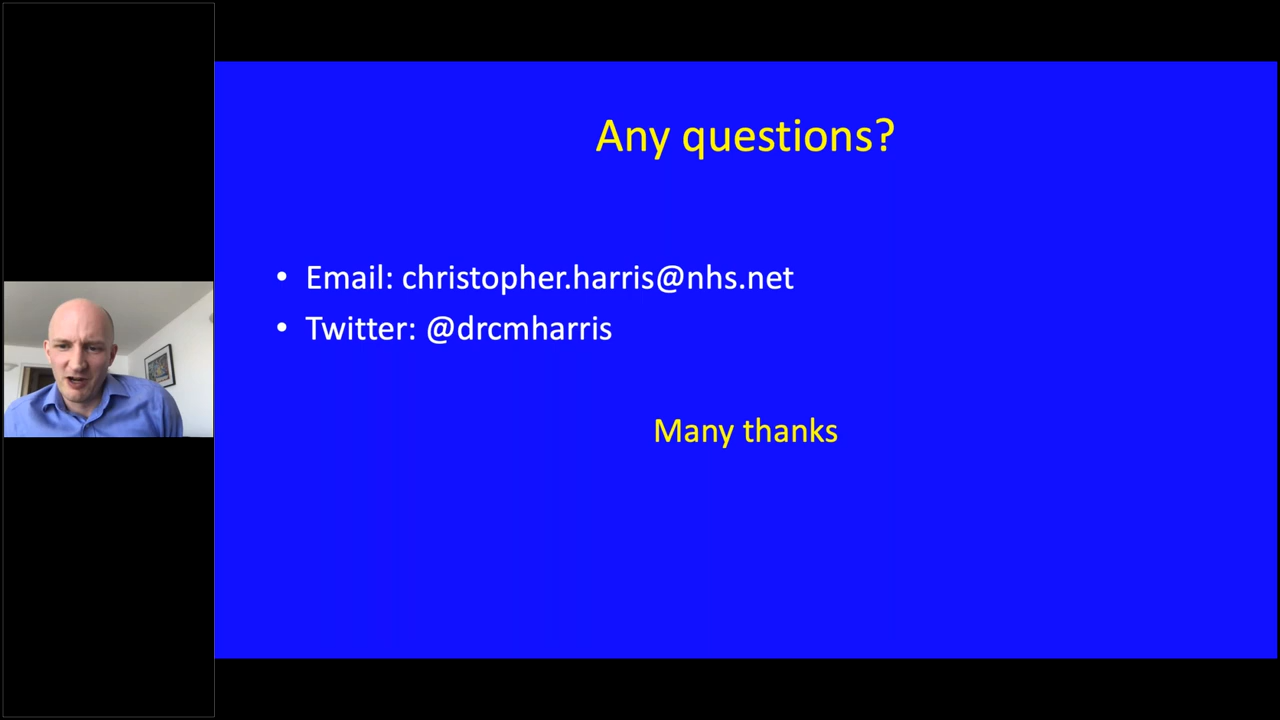 Any questions?
• Email: christopher.harris@nhs.net
• Twitter: @drcmharris
Many thanks